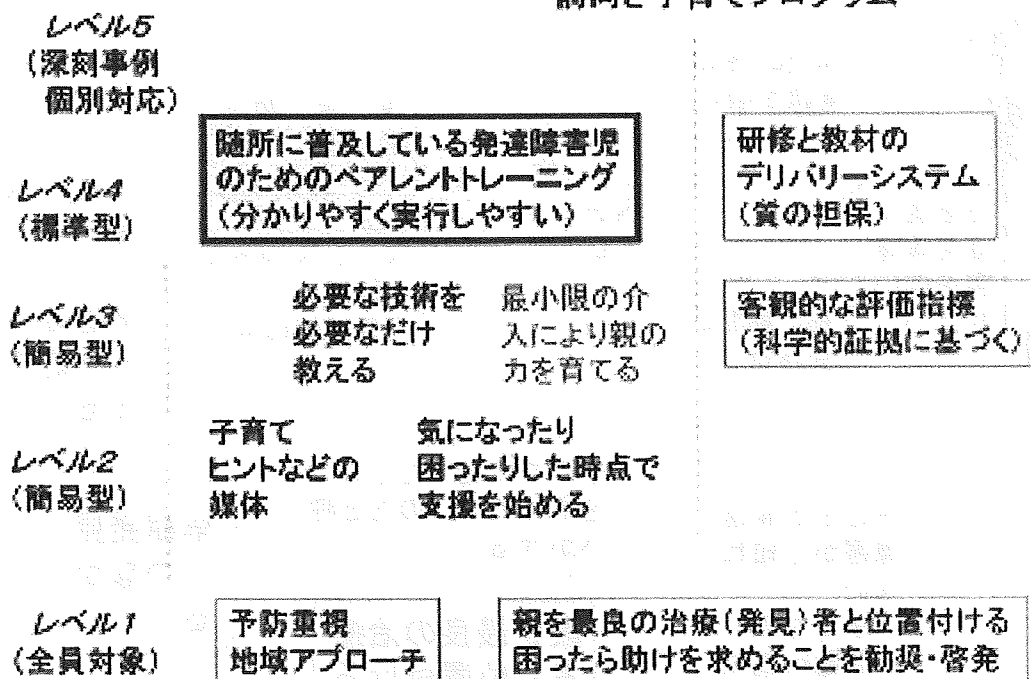 レベル5
(深刻事例
個別対応)
随所に普及している発達障害児
のためのペアレントトレーニング
(分かりやすく実行しやすい)
研修と教材の
デリバリーシステム
(質の担保)
レベル4
(標準型)
必要な技術を
必要なだけ
教える
最小限の介
入により親の
力を育てる
客観的な評価指標
(科学的証拠に基づく)
レベル3
(簡易型)
子育て
ヒントなどの
媒体
気になったり
困ったりした時点で
支援を始める
レベル2
(簡易型)
レベル1
(全員対象)
予防重視
地域アプローチ
親を最良の治療(発見)者と位置付ける
困ったら助けを求めることを勧奨・啓発